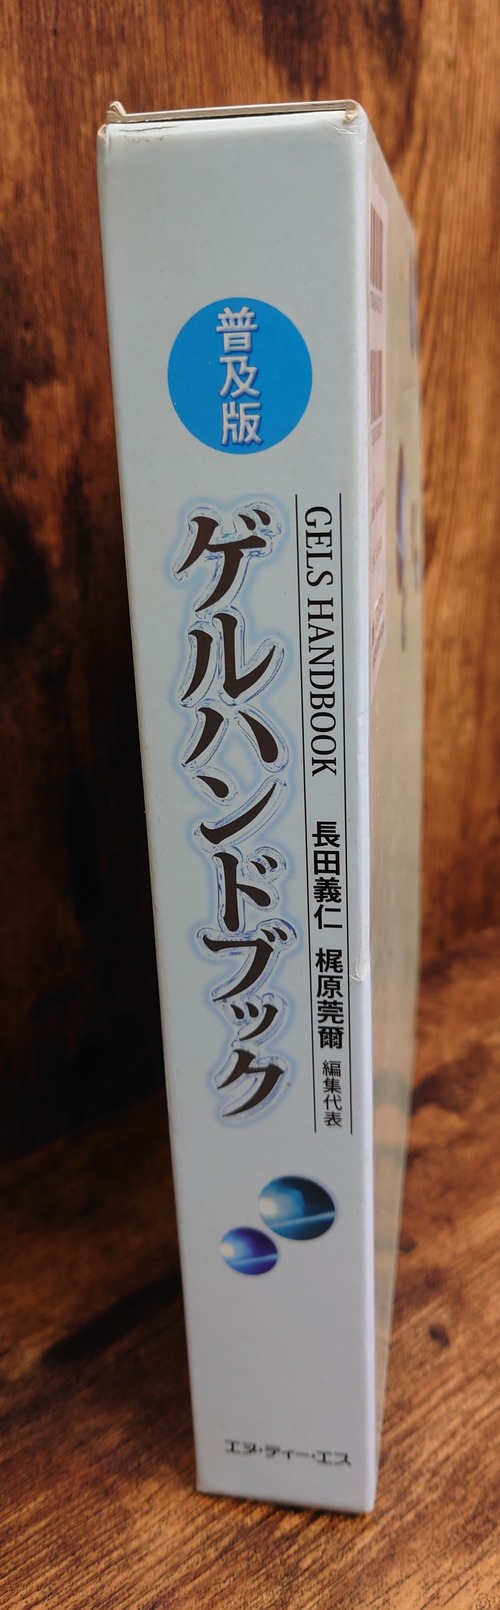 普及版
ゲルハンドブック
GELS HANDBOOK
長田義仁 梶原莞爾 編集代表
エヌ・ティー・エス